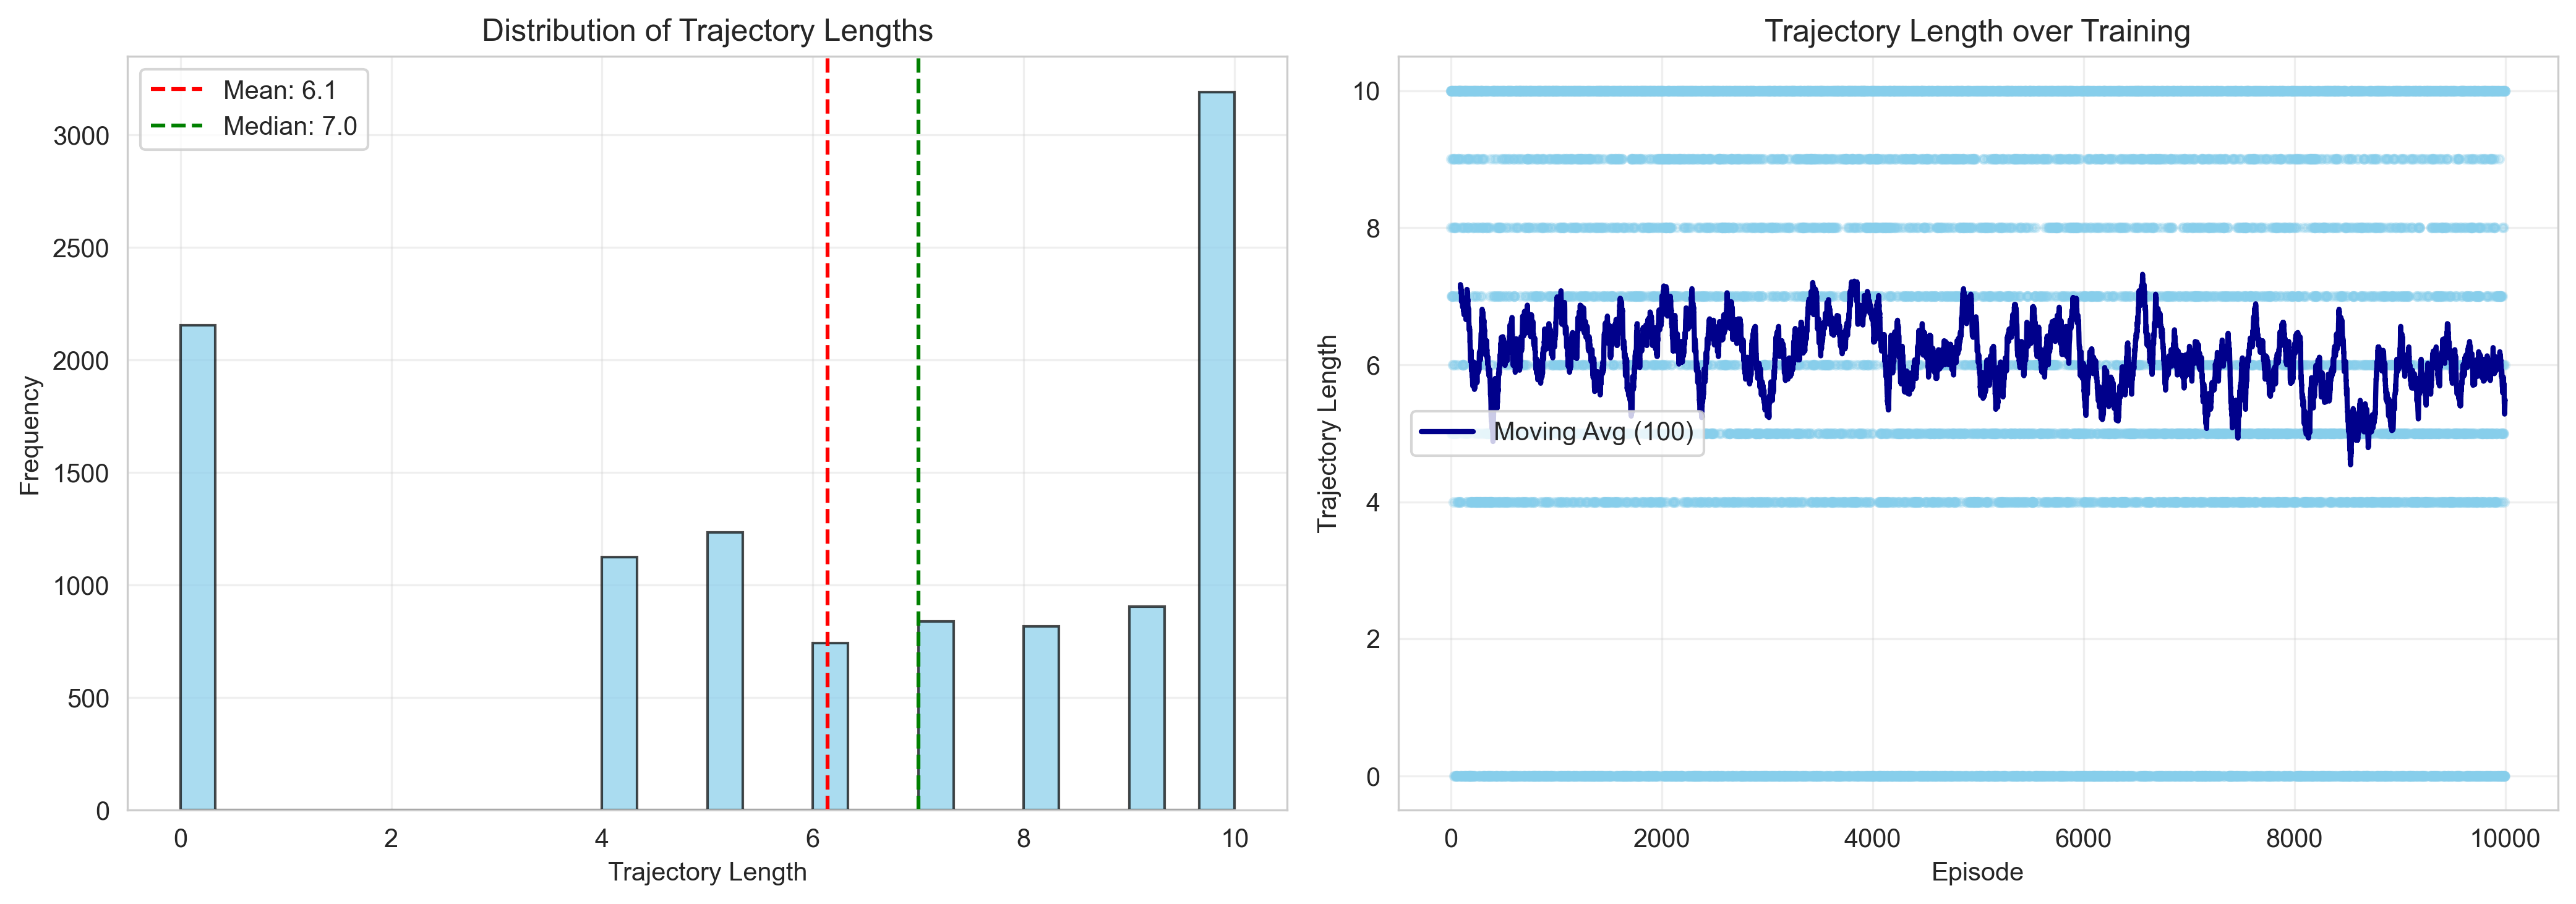 Distribution of Trajectory Lengths
Mean: 6.1
Median: 7.0
Frequency
3000
2500
2000
1500
1000
500
0
0 2 4 6 8 10
Trajectory Length
Trajectory Length over Training
Moving Avg (100)
Trajectory Length
10
8
6
4
2
0
0 2000 4000 6000 8000 10000
Episode